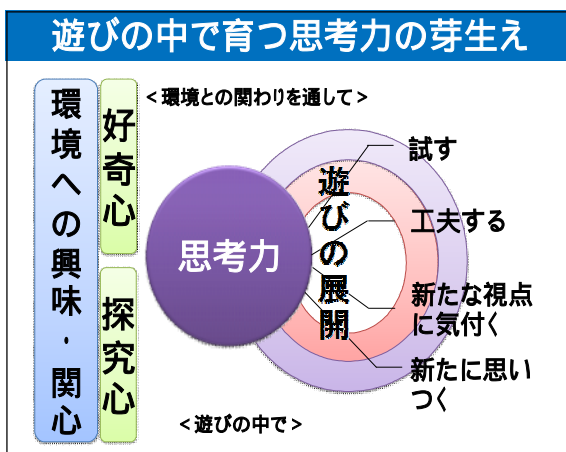 遊びの中で育つ思考力の芽生え
環境への興味・関心
好奇心
探究心
＜環境との関わりを通して＞
思考力
遊びの展開
試す
工夫する
新たな視点
に気付く
新たに思い
つく
＜遊びの中で＞